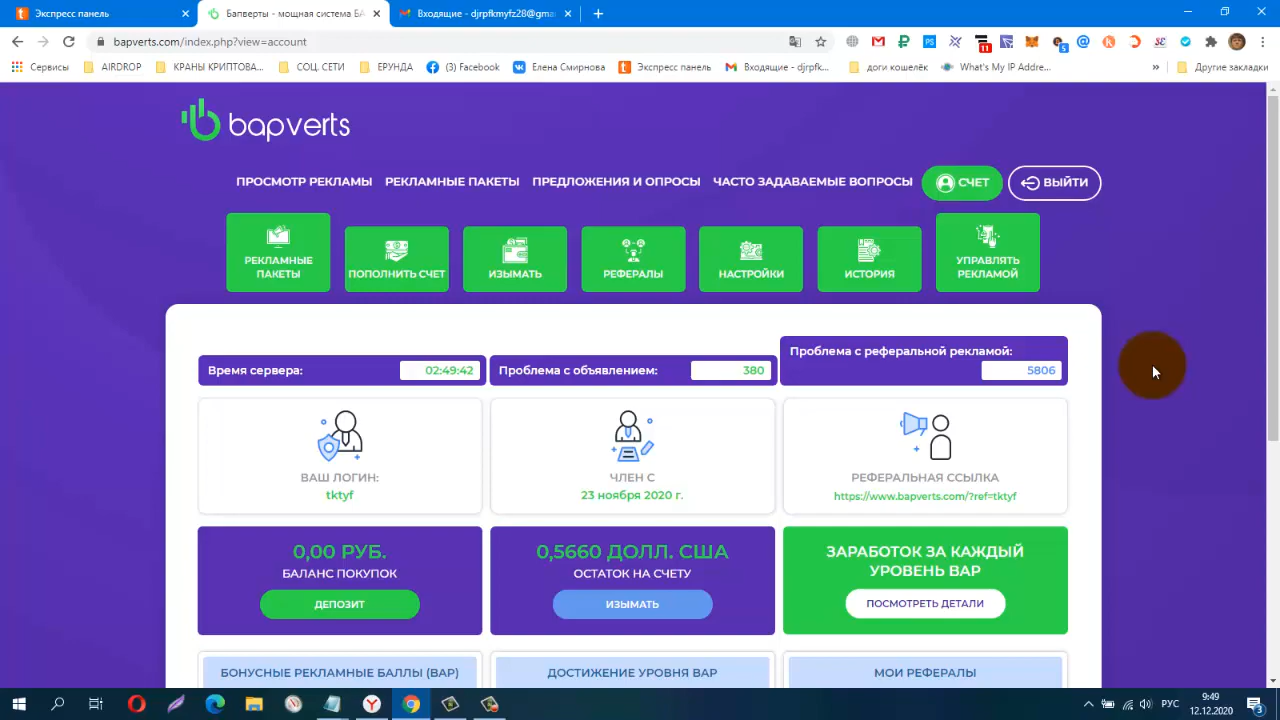 Экспресс панель
Бапверты - мощная система БА
Входящие - djrpfkmyfz28@gma
bapverts.com/index.php?view=account
Сервисы
AIRDROP
КРАНЫ КРИПТОВА...
СОЦ. СЕТИ
ЕРУНДА
(3) Facebook
Елена Смирнова
Экспресс панель
Входящие - djrpfk...
доги кошелёк
What's My IP Addre...
»
Другие закладки
bapverts
ПРОСМОТР РЕКЛАМЫ
РЕКЛАМНЫЕ ПАКЕТЫ
ПРЕДЛОЖЕНИЯ И ОПРОСЫ
ЧАСТО ЗАДАВАЕМЫЕ ВОПРОСЫ
СЧЕТ
ВЫЙТИ
РЕКЛАМНЫЕ
ПАКЕТЫ
ПОПОЛНИТЬ СЧЕТ
ИЗЫМАТЬ
РЕФЕРАЛЫ
НАСТРОЙКИ
ИСТОРИЯ
УПРАВЛЯТЬ
РЕКЛАМОЙ
Время сервера:
02:49:42
Проблема с объявлением:
380
Проблема с реферальной рекламой:
5806
ВАШ ЛОГИН:
tktyf
ЧЛЕН С
23 ноября 2020 г.
РЕФЕРАЛЬНАЯ ССЫЛКА
https://www.bapverts.com/?ref=tktyf
0,00 РУБ.
БАЛАНС ПОКУПОК
ДЕПОЗИТ
0,5660 ДОЛЛ. США
ОСТАТОК НА СЧЕТУ
ИЗЫМАТЬ
ЗАРАБОТОК ЗА КАЖДЫЙ
УРОВЕНЬ BAP
ПОСМОТРЕТЬ ДЕТАЛИ
БОНУСНЫЕ РЕКЛАМНЫЕ БАЛЛЫ (BAP)
ДОСТИЖЕНИЕ УРОВНЯ BAP
МОИ РЕФЕРАЛЫ
РУС
9:49
12.12.2020